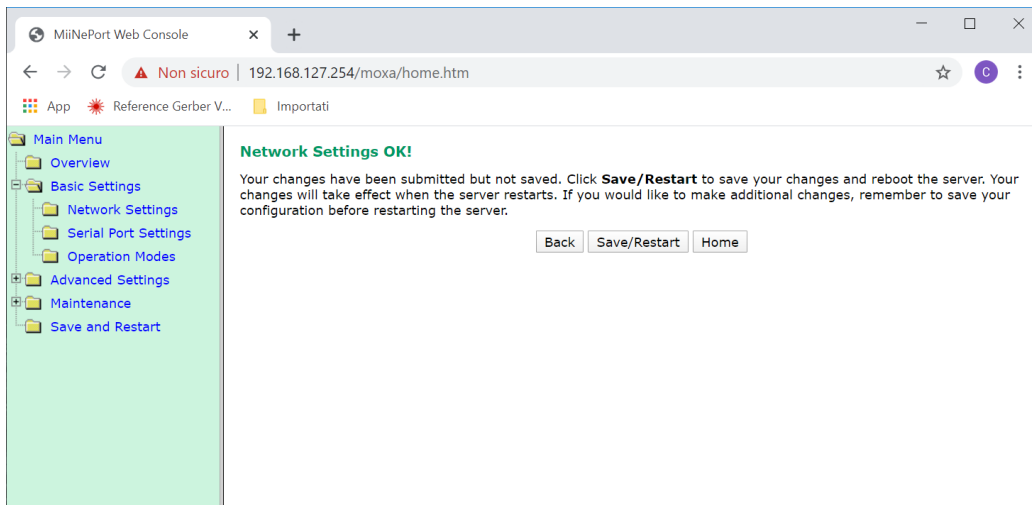 MiiNePort Web Console
Non sicuro | 192.168.127.254/moxa/home.htm
C
App Reference Gerber V... Importati
Main Menu
Overview
Basic Settings
Network Settings
Serial Port Settings
Operation Modes
Advanced Settings
Maintenance
Save and Restart
Network Settings OK!
Your changes have been submitted but not saved. Click Save/Restart to save your changes and reboot the server. Your
changes will take effect when the server restarts. If you would like to make additional changes, remember to save your
configuration before restarting the server.
Back Save/Restart Home